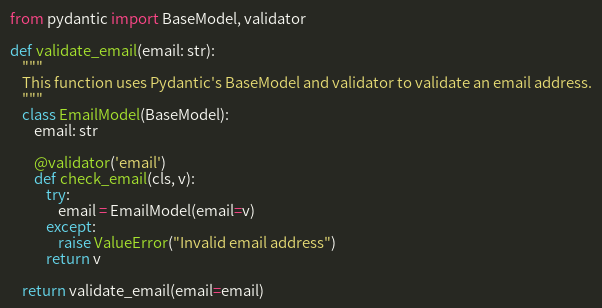 from pydantic import BaseModel, validator

def validate_email(email: str):
    """
    This function uses Pydantic's BaseModel and validator to validate an email address.
    """
    class EmailModel(BaseModel):
        email: str

        @validator('email')
        def check_email(cls, v):
            try:
                email = EmailModel(email=v)
            except:
                raise ValueError("Invalid email address")
            return v

    return validate_email(email=email)